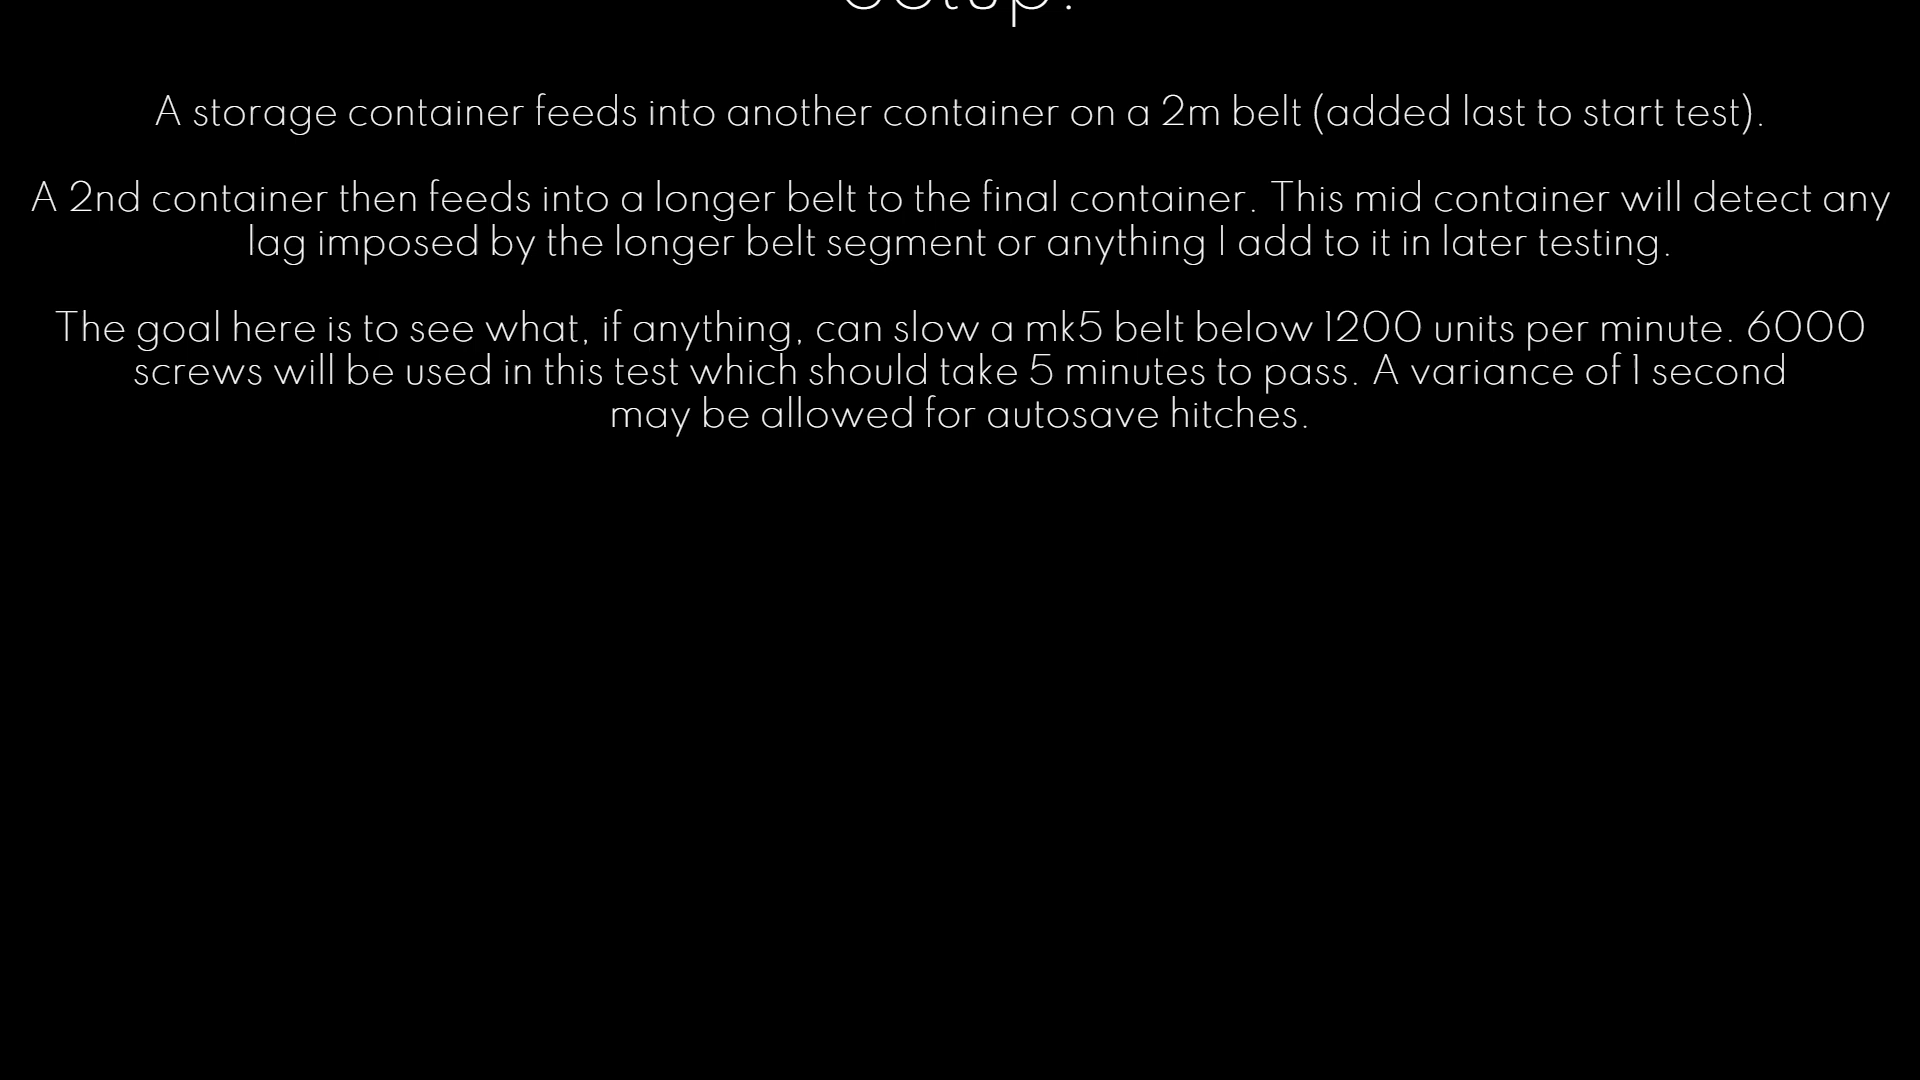 Setup:
A storage container feeds into another container on a 2m belt (added last to start test).
A 2nd container then feeds into a longer belt to the final container. This mid container will detect any
lag imposed by the longer belt segment or anything I add to it in later testing.
The goal here is to see what, if anything, can slow a mk5 belt below 1200 units per minute. 6000
screws will be used in this test which should take 5 minutes to pass. A variance of 1 second
may be allowed for autosave hitches.